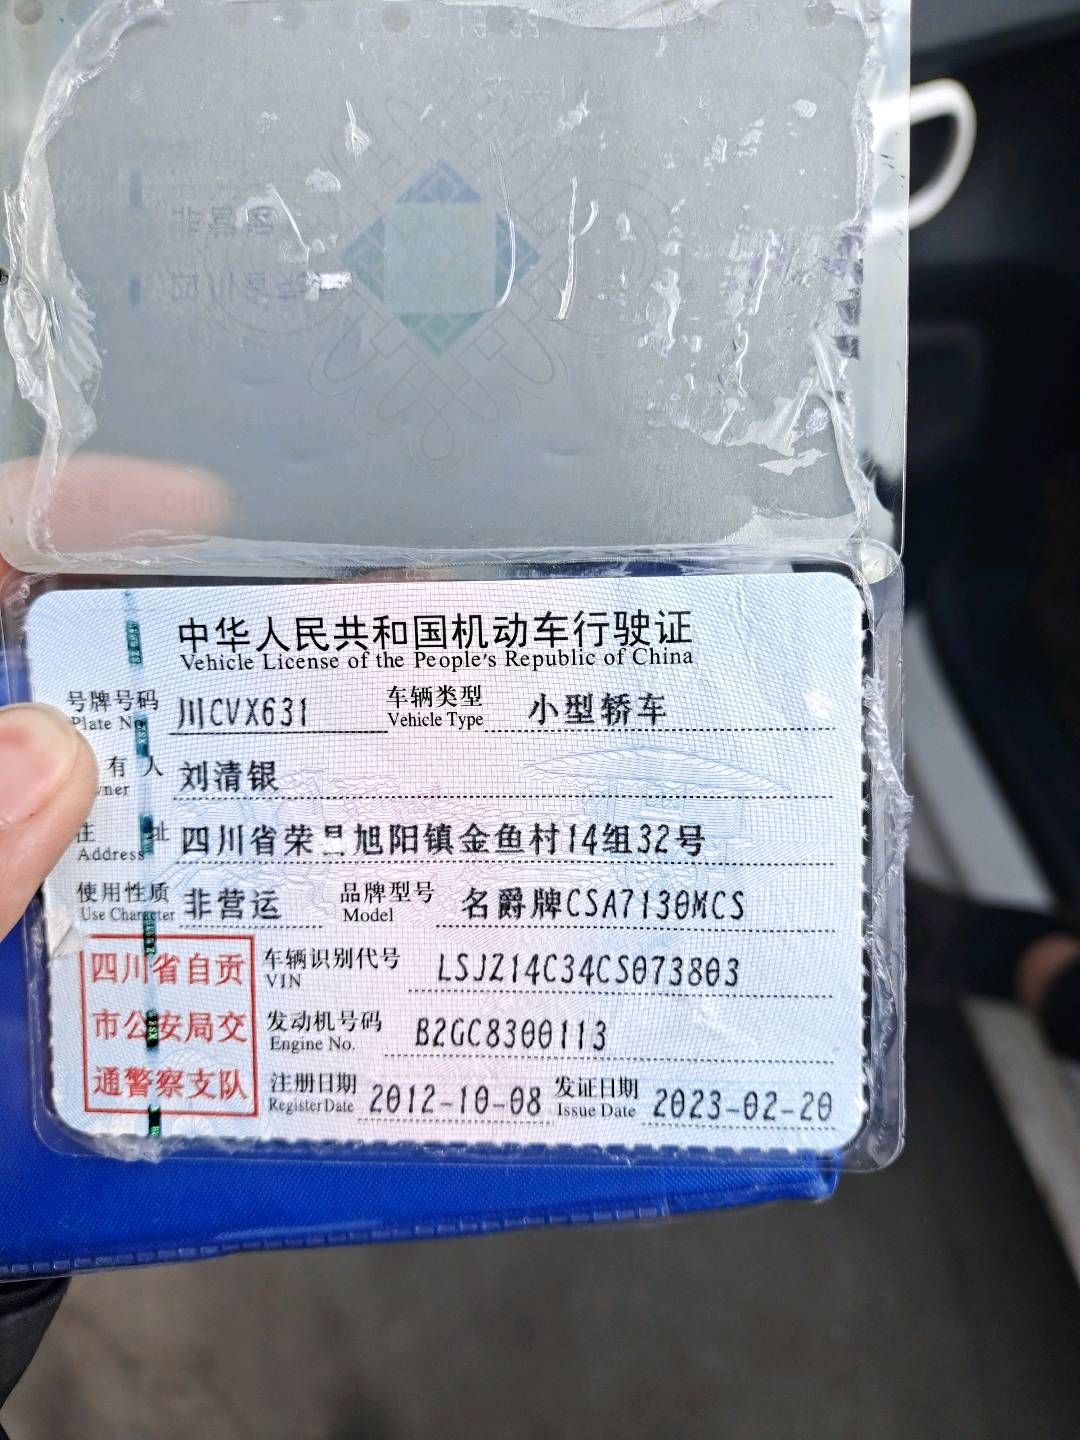 中华人民共和国机动车行驶证
Vehicle License of the People's Republic of China
号牌号码 川CVX631 车辆类型 小型轿车
Plate No. Vehicle Type
有人 刘清银
住址 四川省荣 旭阳镇金鱼村14组32号
Address
使用性质 非营运 品牌型号 名爵牌CSA7130MCS
Use Character Model
四川省自贡 车辆识别代号 LSJZ14C34CS073803
VIN
市公安局交 发动机号码 B2GC8300113
Engine No.
通警察支队 注册日期 2012-10-08 发证日期 2023-02-20
Register Date Issue Date